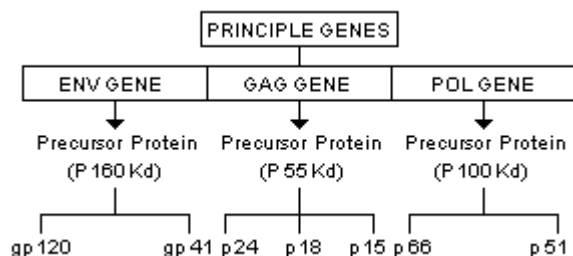 PRINCIPLE GENES
ENV GENE GAG GENE POL GENE
Precursor Protein Precursor Protein Precursor Protein
(P 160 Kd) (P 55 Kd) (P 100 Kd)
gp 120 gp 41 p 24 p 18 p 15 p 66 p 51